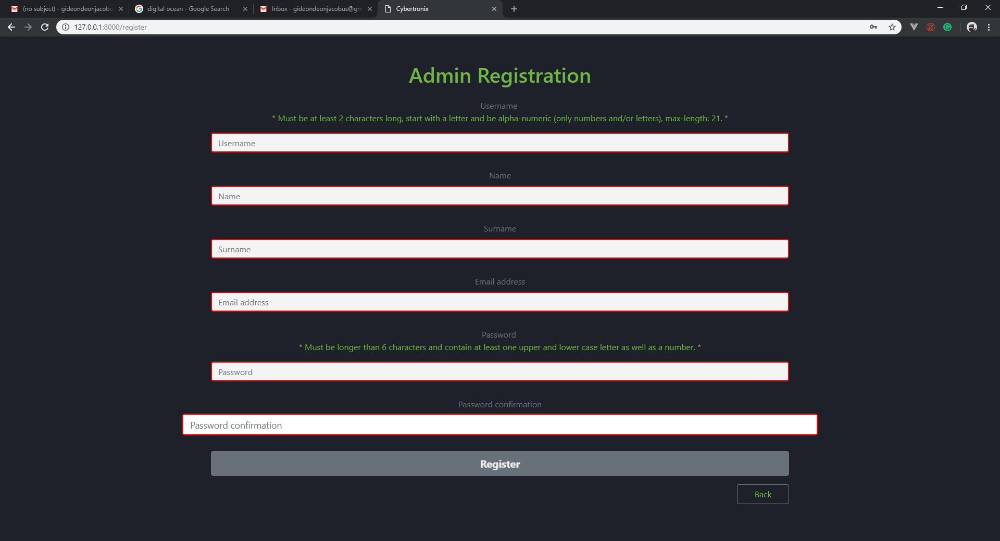 (no subject) - gideondeonjacobu
digital ocean - Google Search
Inbox - gideondeonjacobus@gm
Cybertronix
127.0.0.1:8000/register
Admin Registration
Username
* Must be at least 2 characters long, start with a letter and be alpha-numeric (only numbers and/or letters), max-length: 21. *
Username
Name
Name
Surname
Surname
Email address
Email address
Password
* Must be longer than 6 characters and contain at least one upper and lower case letter as well as a number. *
Password
Password confirmation
Password confirmation
Register
Back